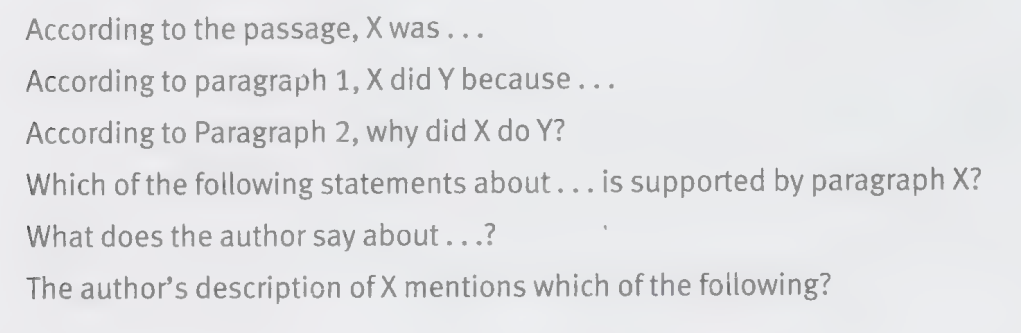 According to the passage, X was . . .
According to paragraph 1, X did Y because . . .
According to Paragraph 2, why did X do Y?
Which of the following statements about . . . is supported by paragraph X?
What does the author say about . . .?
The author's description of X mentions which of the following?